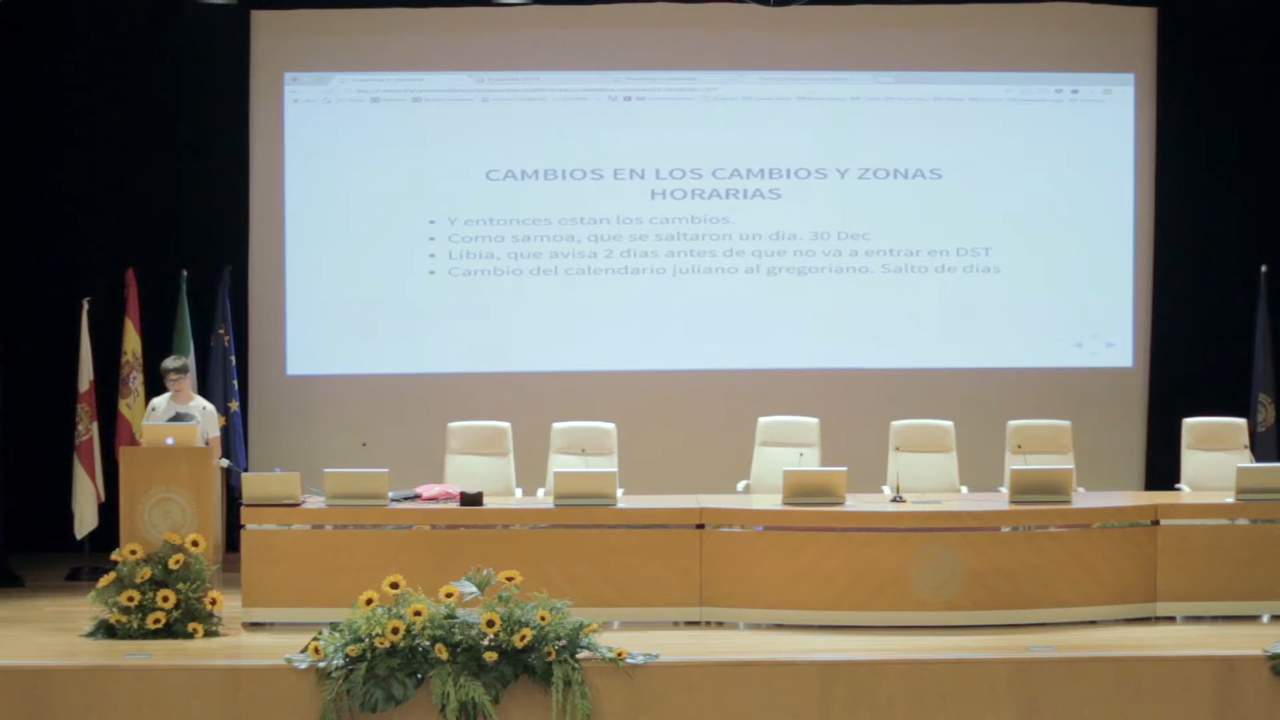 CAMBIOS EN LOS CAMBIOS Y ZONAS
HORARIAS
Y entonces estan los cambios.
Como samoa, que se saltaron un dia. 30 Dec
Libia, que avisa 2 dias antes de que no va a entrar en DST
Cambio del calendario juliano al gregoriano. Salto de dias